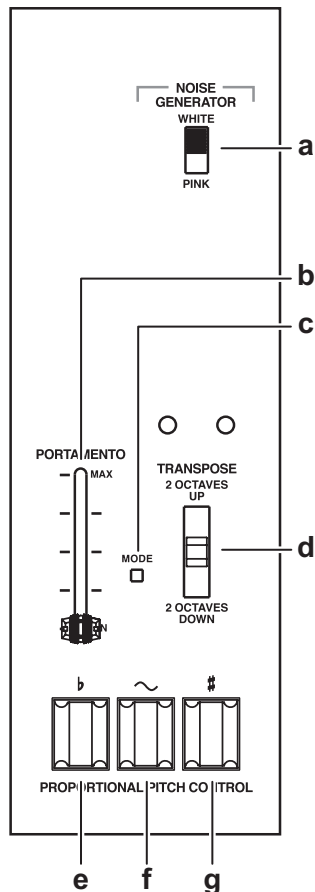 NOISE
GENERATOR
WHITE
a
PINK
b
c
PORTAMENTO
MAX
TRANSPOSE
2 OCTAVES
UP
d
MODE
2 OCTAVES
DOWN
♭ ♯
PROPORTIONAL PITCH CONTROL
e f g